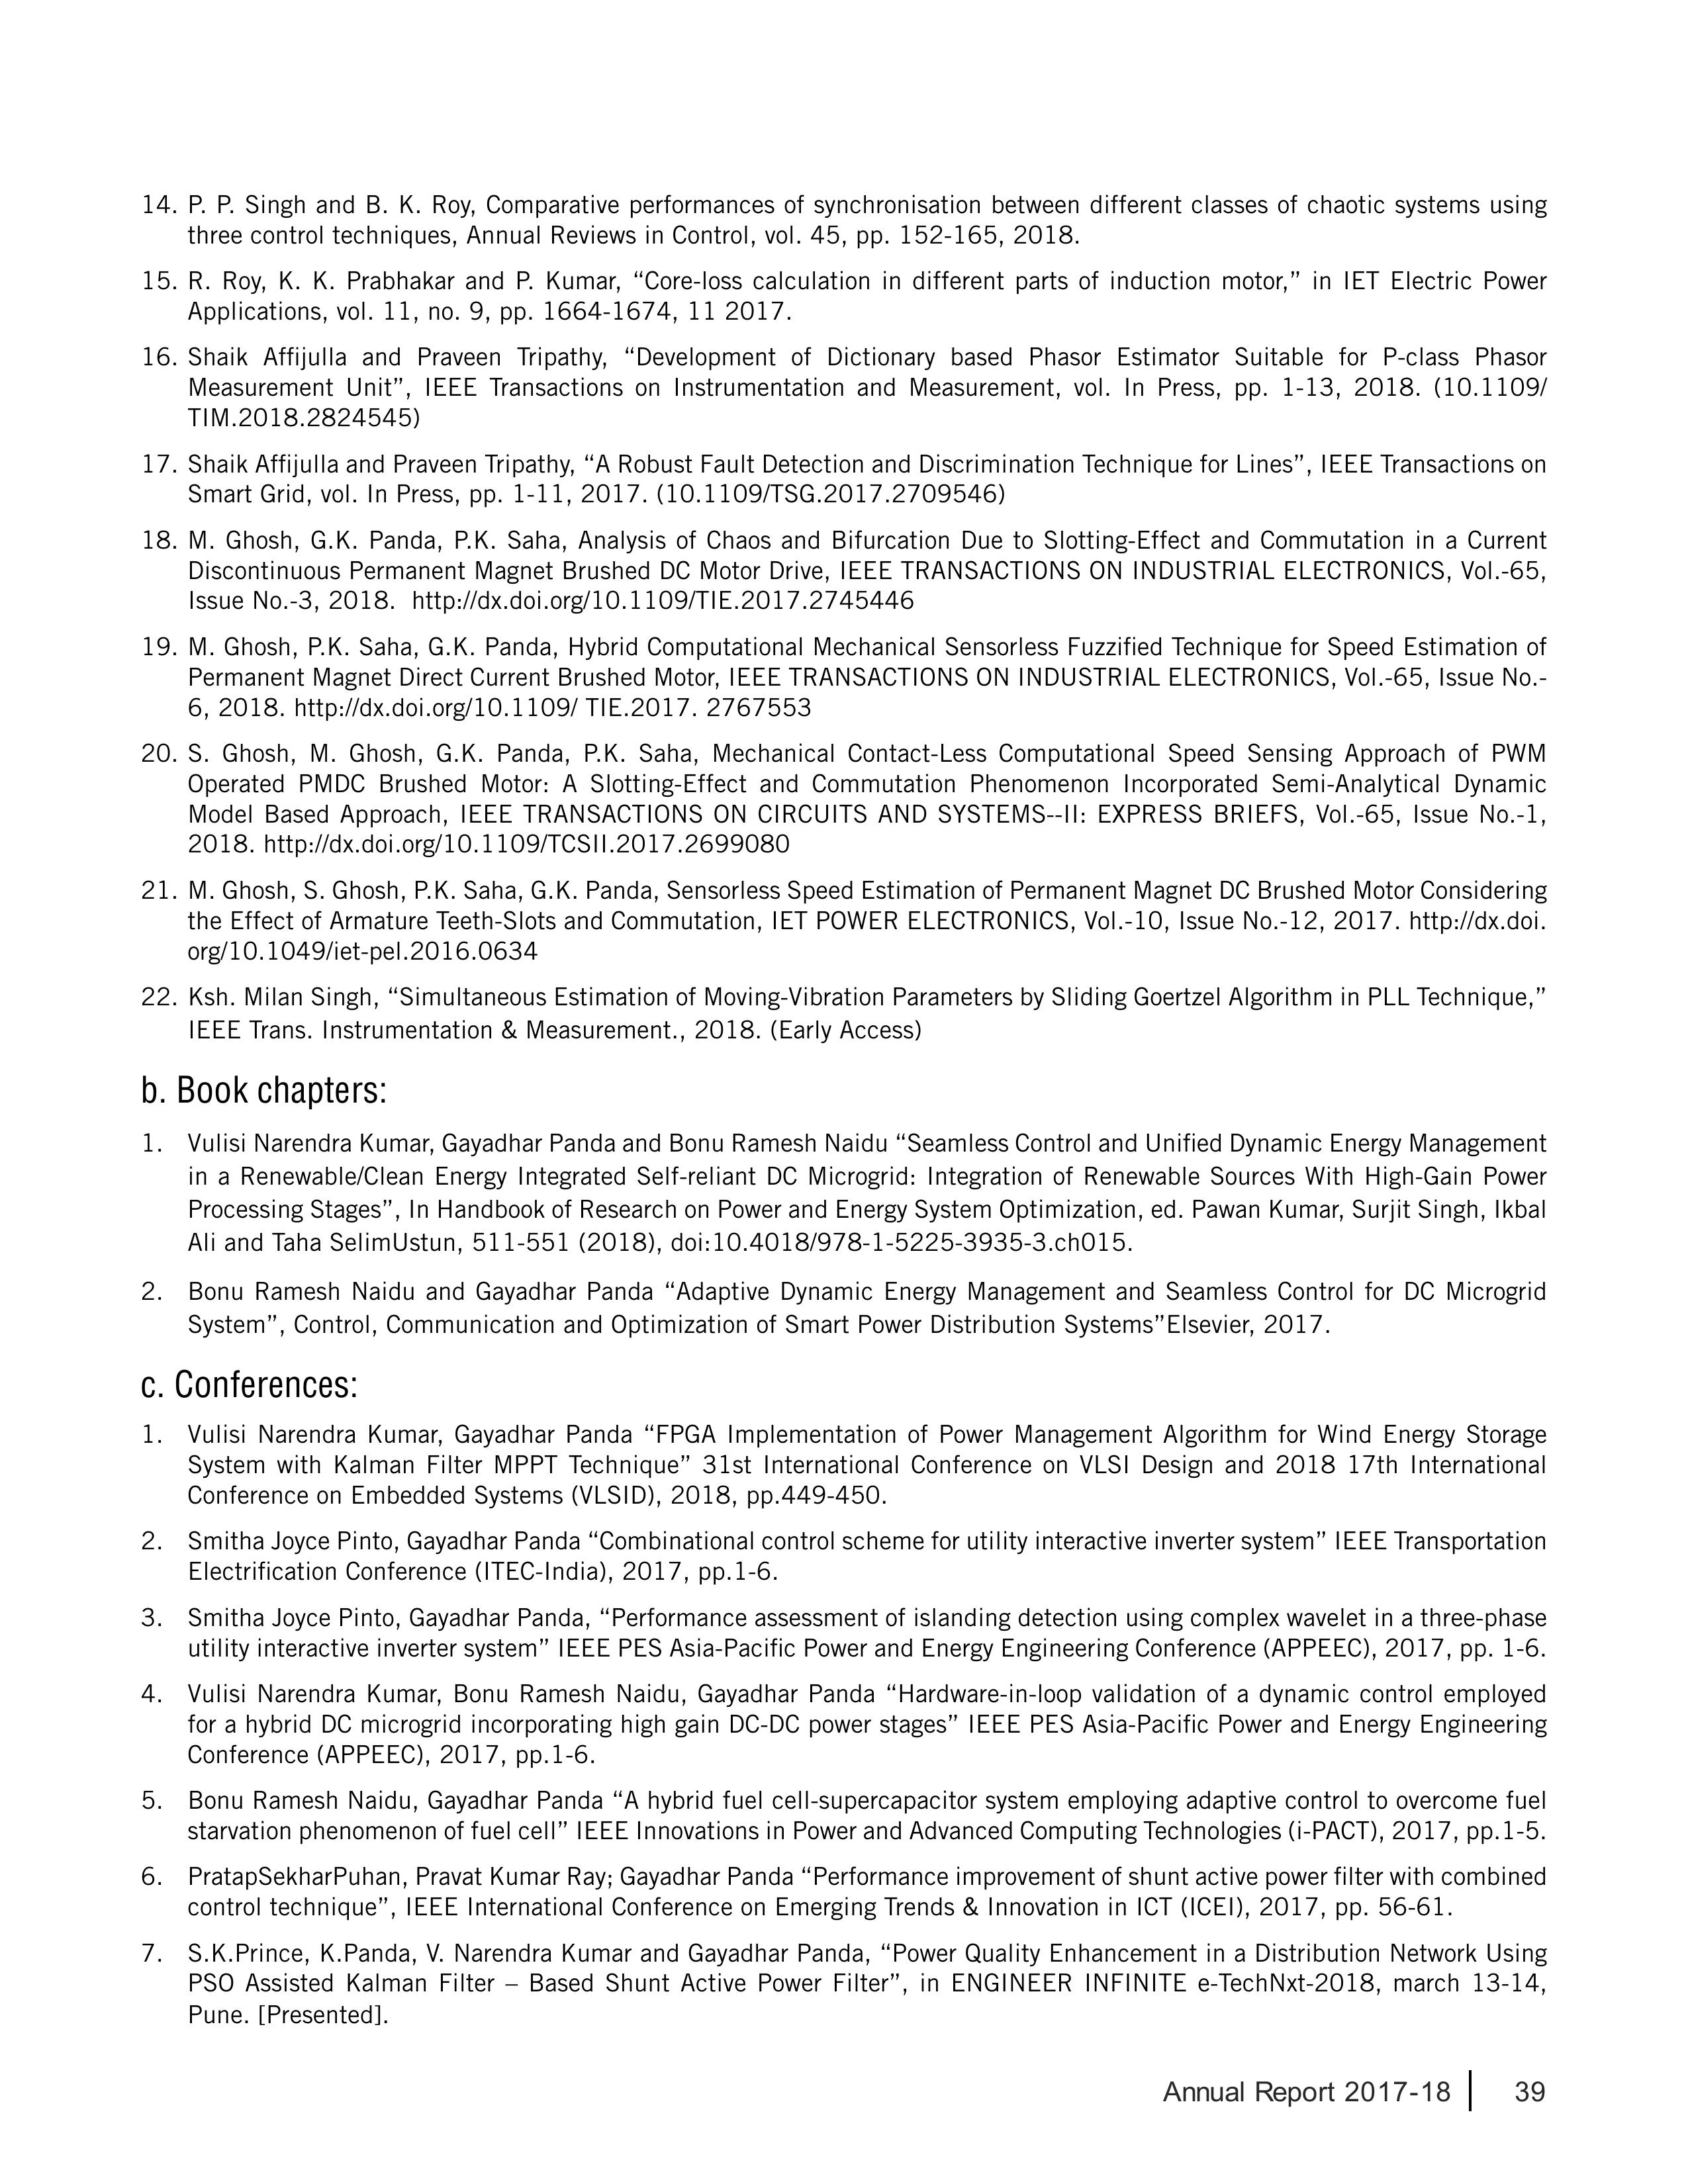 14. P. P. Singh and B. K. Roy, Comparative performances of synchronisation between different classes of chaotic systems using
three control techniques, Annual Reviews in Control, vol. 45, pp. 152-165, 2018.
15. R. Roy, K. K. Prabhakar and P. Kumar, “Core-loss calculation in different parts of induction motor,” in IET Electric Power
Applications, vol. 11, no. 9, pp. 1664-1674, 11 2017.
16. Shaik Affijulla and Praveen Tripathy, “Development of Dictionary based Phasor Estimator Suitable for P-class Phasor
Measurement Unit”, IEEE Transactions on Instrumentation and Measurement, vol. In Press, pp. 1-13, 2018. (10.1109/
TIM.2018.2824545)
17. Shaik Affijulla and Praveen Tripathy, “A Robust Fault Detection and Discrimination Technique for Lines”, IEEE Transactions on
Smart Grid, vol. In Press, pp. 1-11, 2017. (10.1109/TSG.2017.2709546)
18. M. Ghosh, G.K. Panda, P.K. Saha, Analysis of Chaos and Bifurcation Due to Slotting-Effect and Commutation in a Current
Discontinuous Permanent Magnet Brushed DC Motor Drive, IEEE TRANSACTIONS ON INDUSTRIAL ELECTRONICS, Vol.-65,
Issue No.-3, 2018. http://dx.doi.org/10.1109/TIE.2017.2745446
19. M. Ghosh, P.K. Saha, G.K. Panda, Hybrid Computational Mechanical Sensorless Fuzzified Technique for Speed Estimation of
Permanent Magnet Direct Current Brushed Motor, IEEE TRANSACTIONS ON INDUSTRIAL ELECTRONICS, Vol.-65, Issue No.-
6, 2018. http://dx.doi.org/10.1109/ TIE.2017. 2767553
20. S. Ghosh, M. Ghosh, G.K. Panda, P.K. Saha, Mechanical Contact-Less Computational Speed Sensing Approach of PWM
Operated PMDC Brushed Motor: A Slotting-Effect and Commutation Phenomenon Incorporated Semi-Analytical Dynamic
Model Based Approach, IEEE TRANSACTIONS ON CIRCUITS AND SYSTEMS--II: EXPRESS BRIEFS, Vol.-65, Issue No.-1,
2018. http://dx.doi.org/10.1109/TCSII.2017.2699080
21. M. Ghosh, S. Ghosh, P.K. Saha, G.K. Panda, Sensorless Speed Estimation of Permanent Magnet DC Brushed Motor Considering
the Effect of Armature Teeth-Slots and Commutation, IET POWER ELECTRONICS, Vol.-10, Issue No.-12, 2017. http://dx.doi.
org/10.1049/iet-pel.2016.0634
22. Ksh. Milan Singh, “Simultaneous Estimation of Moving-Vibration Parameters by Sliding Goertzel Algorithm in PLL Technique,”
IEEE Trans. Instrumentation & Measurement., 2018. (Early Access)
b. Book chapters:
1. Vulisi Narendra Kumar, Gayadhar Panda and Bonu Ramesh Naidu “Seamless Control and Unified Dynamic Energy Management
in a Renewable/Clean Energy Integrated Self-reliant DC Microgrid: Integration of Renewable Sources With High-Gain Power
Processing Stages”, In Handbook of Research on Power and Energy System Optimization, ed. Pawan Kumar, Surjit Singh, Ikbal
Ali and Taha SelimUstun, 511-551 (2018), doi:10.4018/978-1-5225-3935-3.ch015.
2. Bonu Ramesh Naidu and Gayadhar Panda “Adaptive Dynamic Energy Management and Seamless Control for DC Microgrid
System”, Control, Communication and Optimization of Smart Power Distribution Systems”Elsevier, 2017.
c. Conferences:
1. Vulisi Narendra Kumar, Gayadhar Panda “FPGA Implementation of Power Management Algorithm for Wind Energy Storage
System with Kalman Filter MPPT Technique” 31st International Conference on VLSI Design and 2018 17th International
Conference on Embedded Systems (VLSID), 2018, pp.449-450.
2. Smitha Joyce Pinto, Gayadhar Panda “Combinational control scheme for utility interactive inverter system” IEEE Transportation
Electrification Conference (ITEC-India), 2017, pp.1-6.
3. Smitha Joyce Pinto, Gayadhar Panda, “Performance assessment of islanding detection using complex wavelet in a three-phase
utility interactive inverter system” IEEE PES Asia-Pacific Power and Energy Engineering Conference (APPEEC), 2017, pp. 1-6.
4. Vulisi Narendra Kumar, Bonu Ramesh Naidu, Gayadhar Panda “Hardware-in-loop validation of a dynamic control employed
for a hybrid DC microgrid incorporating high gain DC-DC power stages” IEEE PES Asia-Pacific Power and Energy Engineering
Conference (APPEEC), 2017, pp.1-6.
5. Bonu Ramesh Naidu, Gayadhar Panda “A hybrid fuel cell-supercapacitor system employing adaptive control to overcome fuel
starvation phenomenon of fuel cell” IEEE Innovations in Power and Advanced Computing Technologies (i-PACT), 2017, pp.1-5.
6. PratapSekharPuhan, Pravat Kumar Ray; Gayadhar Panda “Performance improvement of shunt active power filter with combined
control technique”, IEEE International Conference on Emerging Trends & Innovation in ICT (ICEI), 2017, pp. 56-61.
7. S.K.Prince, K.Panda, V. Narendra Kumar and Gayadhar Panda, “Power Quality Enhancement in a Distribution Network Using
PSO Assisted Kalman Filter – Based Shunt Active Power Filter”, in ENGINEER INFINITE e-TechNxt-2018, march 13-14,
Pune. [Presented].
Annual Report 2017-18 39